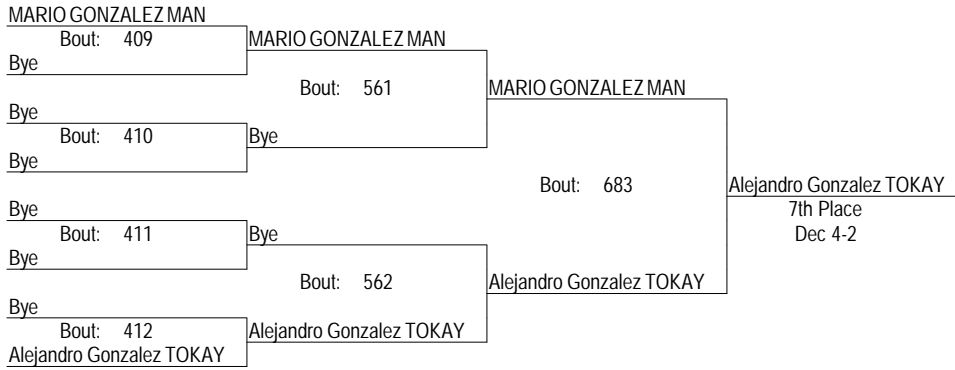 MARIO GONZALEZ MAN
Bout: 409
MARIO GONZALEZ MAN
Bye
Bout: 561
MARIO GONZALEZ MAN
Bye
Bout: 410
Bye
Bye
Bout: 683
Alejandro Gonzalez TOKAY
7th Place
Dec 4-2
Bye
Bout: 411
Bye
Bye
Bout: 562
Alejandro Gonzalez TOKAY
Bye
Bout: 412
Alejandro Gonzalez TOKAY
Alejandro Gonzalez TOKAY